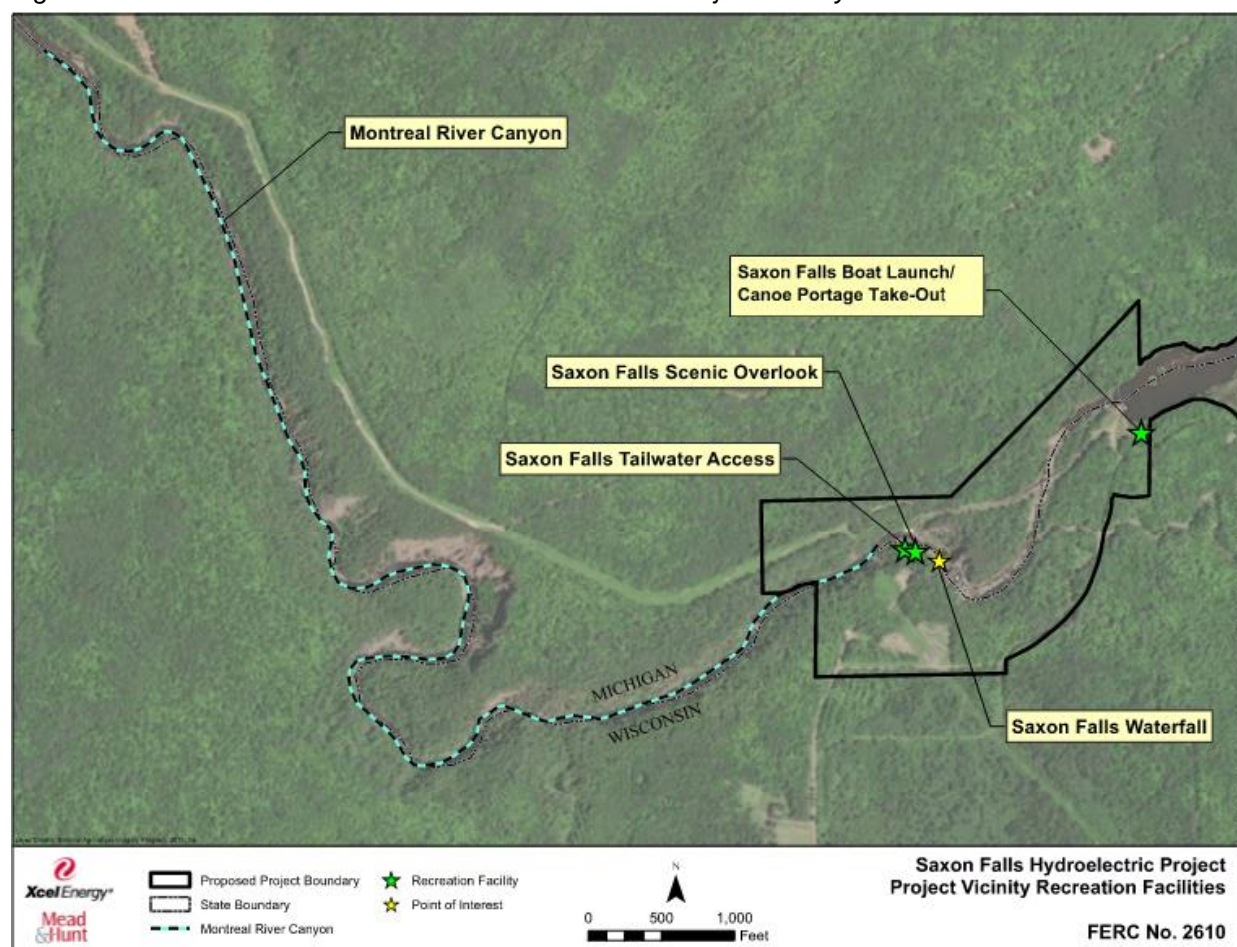 Montreal River Canyon
Saxon Falls Boat Launch/
Canoe Portage Take-Out
Saxon Falls Scenic Overlook
Saxon Falls Tailwater Access
MICHIGAN
WISCONSIN
Saxon Falls Waterfall
Xcel Energy®
Mead
&Hunt
Proposed Project Boundary
State Boundary
Montreal River Canyon
Recreation Facility
Point of Interest
N
0 500 1,000
Feet
Saxon Falls Hydroelectric Project
Project Vicinity Recreation Facilities
FERC No. 2610